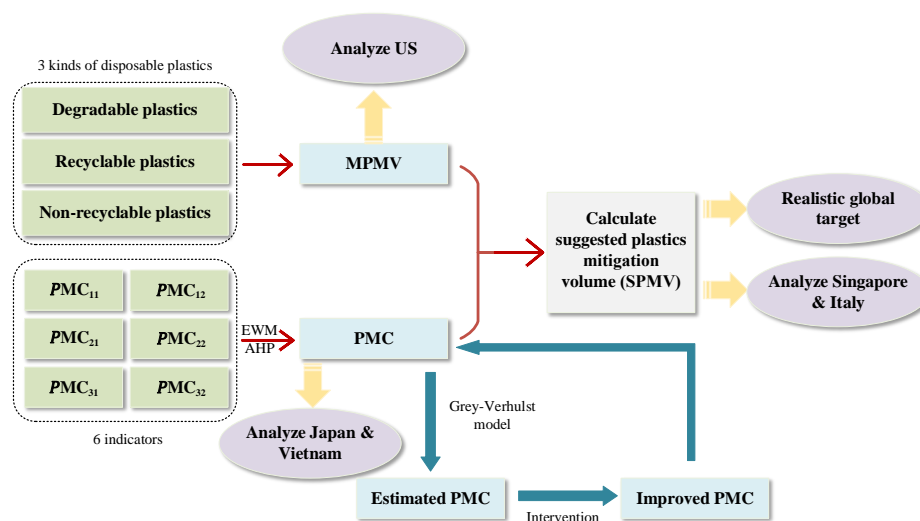 Analyze US
3 kinds of disposable plastics
Degradable plastics
Recyclable plastics
Non-recyclable plastics
MPMV
Calculate
suggested plastics
mitigation
volume (SPMV)
Realistic global
target
Analyze Singapore
& Italy
PMC₁₁
PMC₁₂
PMC₂₁
PMC₂₂
PMC₃₁
PMC₃₂
6 indicators
EWM
AHP
PMC
Analyze Japan &
Vietnam
Grey-Verhulst
model
Estimated PMC
Intervention
Improved PMC